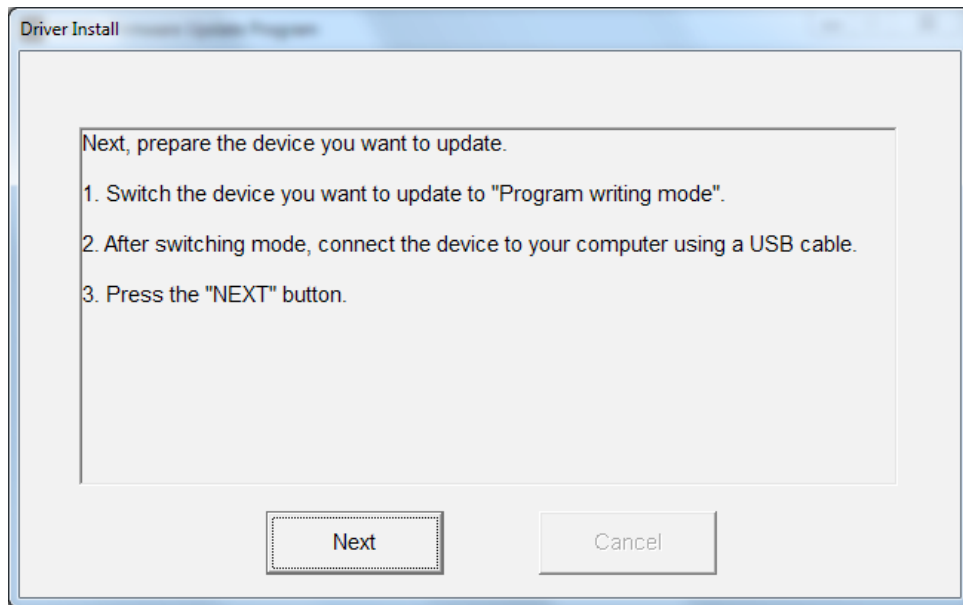 Driver Install
Next, prepare the device you want to update.
1. Switch the device you want to update to "Program writing mode".
2. After switching mode, connect the device to your computer using a USB cable.
3. Press the "NEXT" button.
Next
Cancel